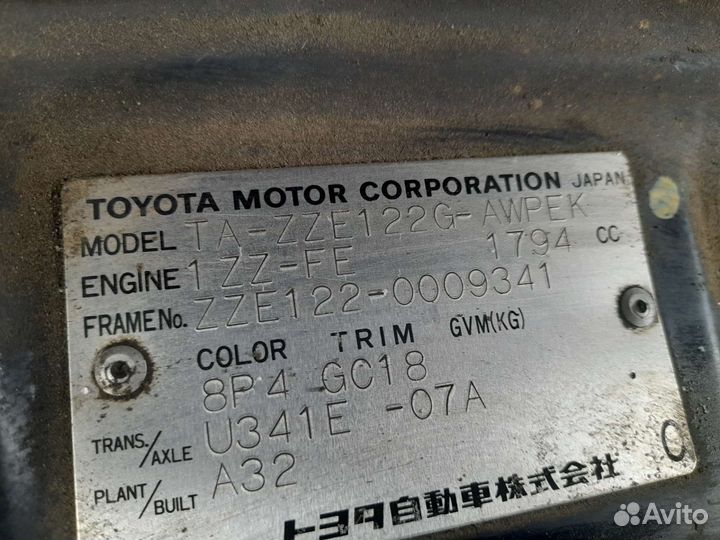 TOYOTA MOTOR CORPORATION JAPAN
MODEL TA-ZZE122G-AWPEK
ENGINE 1ZZ-FE 1794 CC
FRAME No. ZZE122-0009341
COLOR TRIM GVM(KG)
8P4 GC18
TRANS./AXLE U341E -07A
PLANT/BUILT A32
トヨタ自動車株式会社
Avito